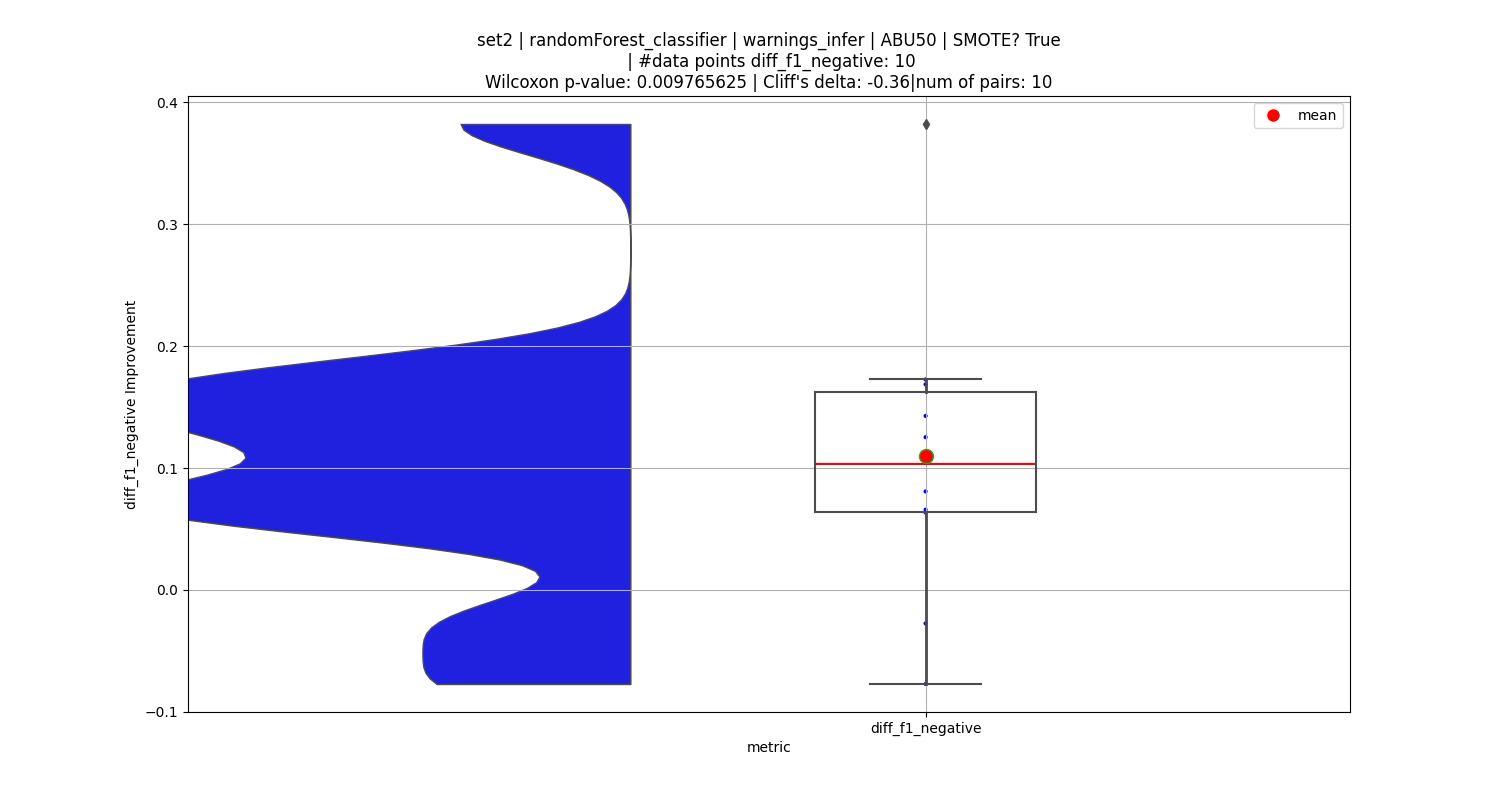 set2 | randomForest_classifier | warnings_infer | ABU50 | SMOTE? True
| #data points diff_f1_negative: 10
Wilcoxon p-value: 0.009765625 | Cliff's delta: -0.36|num of pairs: 10
mean
0.4
0.3
0.2
0.1
0.0
−0.1
diff_f1_negative Improvement
diff_f1_negative
metric